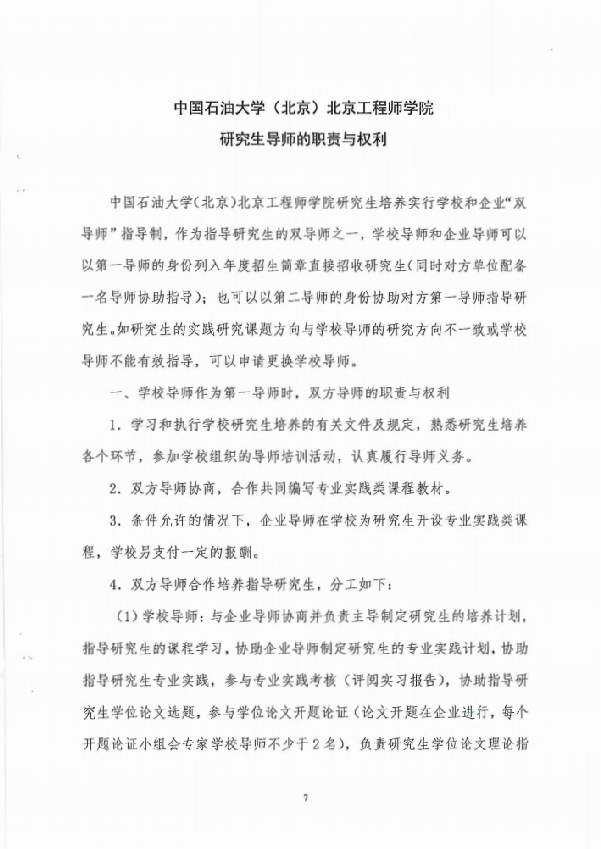 中国石油大学（北京）北京工程师学院
研究生导师的职责与权利
中国石油大学(北京)北京工程师学院研究生培养实行学校和企业“双
导师”指导制，作为指导研究生的双导师之一，学校导师和企业导师可以
以第一导师的身份列入年度招生简章直接招收研究生(同时对方单位配备
一名导师协助指导)；也可以以第二导师的身份协助对方第一导师指导研
究生。如研究生的实践研究课题方向与学校导师的研究方向不一致或学校
导师不能有效指导，可以申请更换学校导师。
一、学校导师作为第一导师时，双方导师的职责与权利
1．学习和执行学校研究生培养的有关文件及规定，熟悉研究生培养
各个环节，参加学校组织的导师培训活动，认真履行导师义务。
2．双方导师协商，合作共同编写专业实践类课程教材。
3．条件允许的情况下，企业导师在学校为研究生开设专业实践类课
程，学校另支付一定的报酬。
4．双方导师合作培养指导研究生，分工如下：
（1）学校导师：与企业导师协商并负责主导制定研究生的培养计划，
指导研究生的课程学习，协助企业导师制定研究生的专业实践计划，协助
指导研究生专业实践，参与专业实践考核（评阅实习报告），协助指导研
究生学位论文选题，参与学位论文开题论证（论文开题在企业进行，每个
开题论证小组会专家学校导师不少于2名），负责研究生学位论文理论指
7